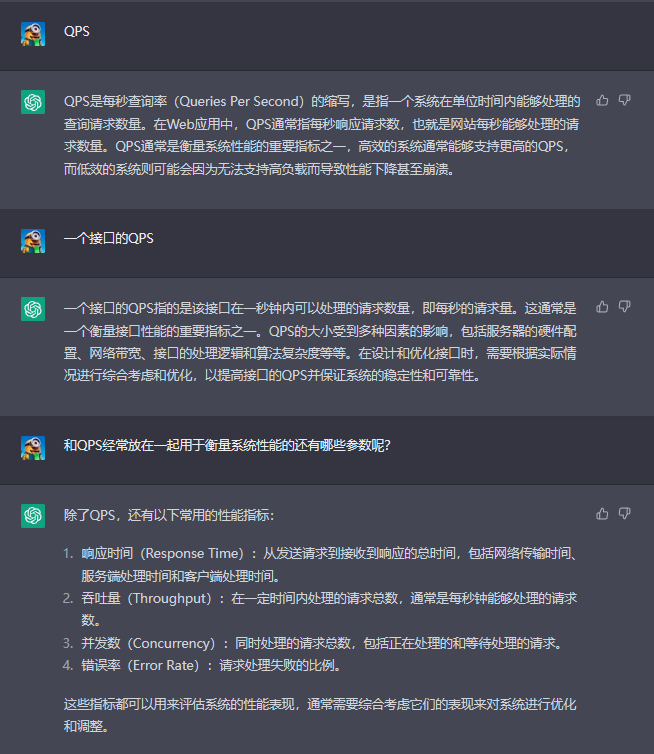 QPS
QPS是每秒查询率（Queries Per Second）的缩写，是指一个系统在单位时间内能够处理的
查询请求数量。在Web应用中，QPS通常指每秒响应请求数，也就是网站每秒能够处理的请
求数量。QPS通常是衡量系统性能的重要指标之一，高效的系统通常能够支持更高的QPS，
而低效的系统则可能会因为无法支持高负载而导致性能下降甚至崩溃。
一个接口的QPS
一个接口的QPS指的是该接口在一秒钟内可以处理的请求数量，即每秒的请求量。这通常是
一个衡量接口性能的重要指标之一。QPS的大小受到多种因素的影响，包括服务器的硬件配
置、网络带宽、接口的处理逻辑和算法复杂度等等。在设计和优化接口时，需要根据实际情
况进行综合考虑和优化，以提高接口的QPS并保证系统的稳定性和可靠性。
和QPS经常放在一起用于衡量系统性能的还有哪些参数呢？
除了QPS，还有以下常用的性能指标：
1. 响应时间（Response Time）：从发送请求到接收到响应的总时间，包括网络传输时间、
服务端处理时间和客户端处理时间。
2. 吞吐量（Throughput）：在一定时间内处理的请求总数，通常是每秒钟能够处理的请求
数。
3. 并发数（Concurrency）：同时处理的请求总数，包括正在处理的和等待处理的请求。
4. 错误率（Error Rate）：请求处理失败的比例。
这些指标都可以用来评估系统的性能表现，通常需要综合考虑它们的表现来对系统进行优化
和调整。